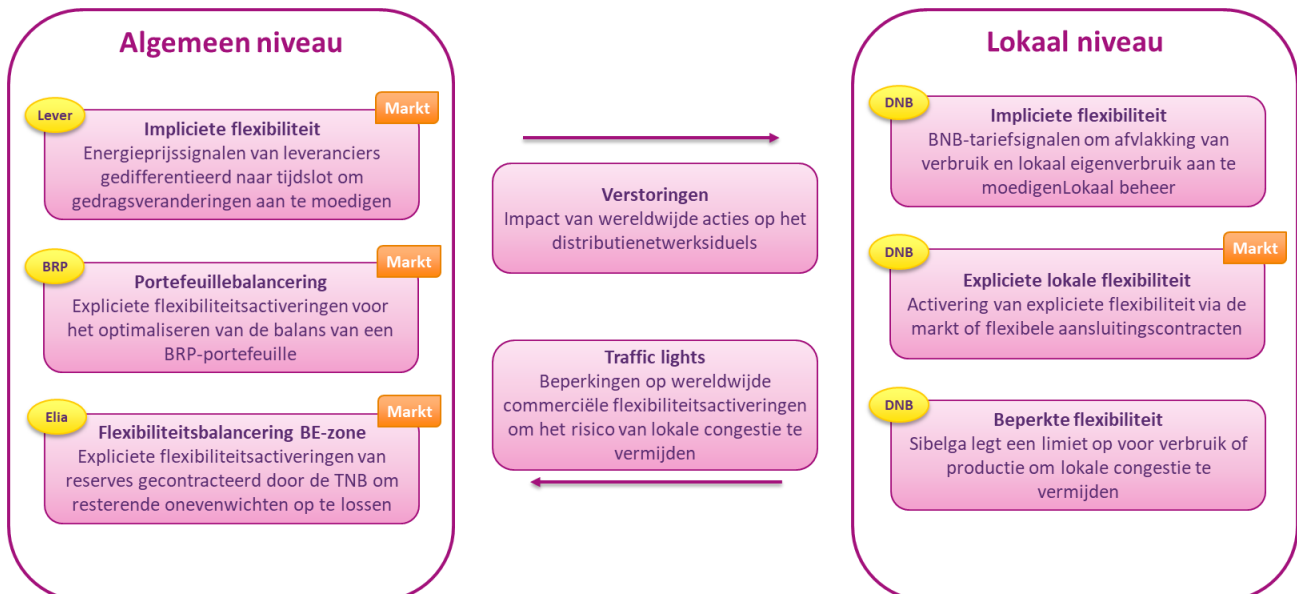 Algemeen niveau
Lever
Markt
Impliciete flexibiliteit
Energieprijssignalen van leveranciers
gedifferentieerd naar tijdslot om
gedragsveranderingen aan te moedigen
BRP
Markt
Portefeuillebalancering
Expliciete flexibiliteitsactiveringen voor
het optimaliseren van de balans van een
BRP-portefeuille
Elia
Markt
Flexibiliteitsbalancering BE-zone
Expliciete flexibiliteitsactiveringen van
reserves gecontracteerd door de TNB om
resterende onevenwichten op te lossen
Verstoringen
Impact van wereldwijde acties op het
distributienetwerksiduels
Traffic lights
Beperkingen op wereldwijde
commerciële flexibiliteitsactiveringen
om het risico van lokale congestie te
vermijden
Lokaal niveau
DNB
Impliciete flexibiliteit
BNB-tariefsignalen om afvlakking van
verbruik en lokaal eigenverbruik aan te
moedigenLokaal beheer
DNB
Markt
Expliciete lokale flexibiliteit
Activering van expliciete flexibiliteit via de
markt of flexibele aansluitingscontracten
DNB
Beperkte flexibiliteit
Sibelga legt een limiet op voor verbruik of
productie om lokale congestie te
vermijden